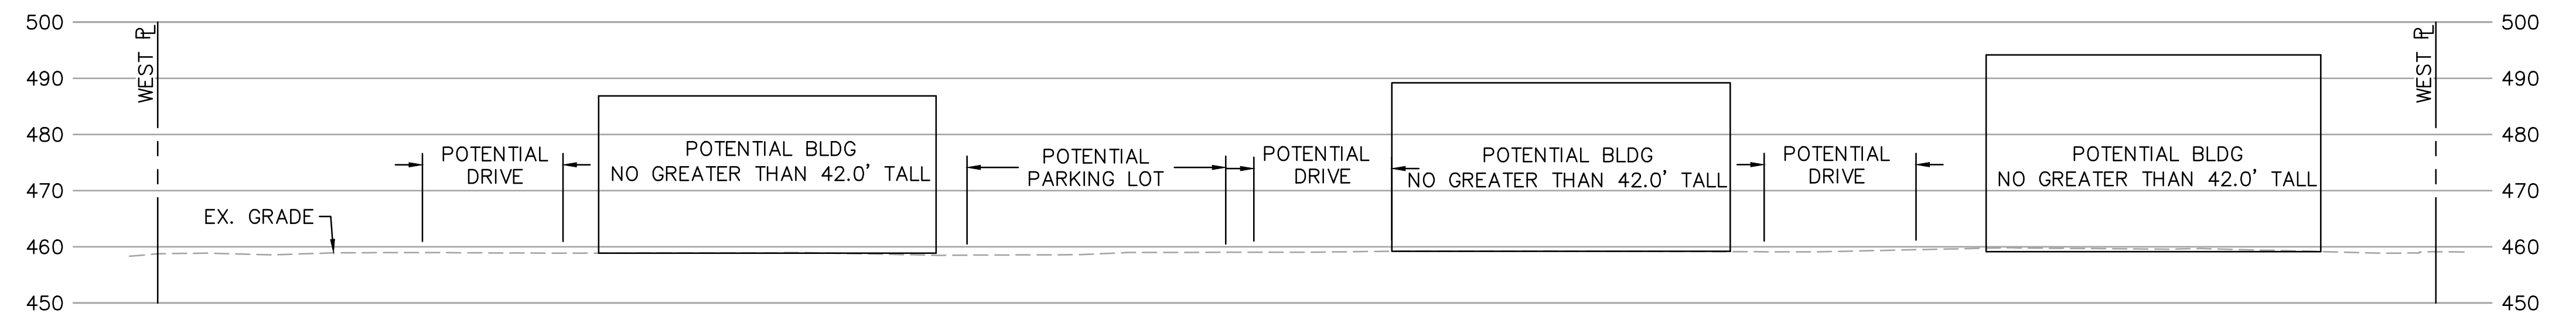 500
490
480
470
460
450
WEST PL
EX. GRADE
POTENTIAL
DRIVE
POTENTIAL BLDG
NO GREATER THAN 42.0' TALL
POTENTIAL
PARKING LOT
POTENTIAL
DRIVE
POTENTIAL BLDG
NO GREATER THAN 42.0' TALL
POTENTIAL
DRIVE
POTENTIAL BLDG
NO GREATER THAN 42.0' TALL
WEST PL
500
490
480
470
460
450